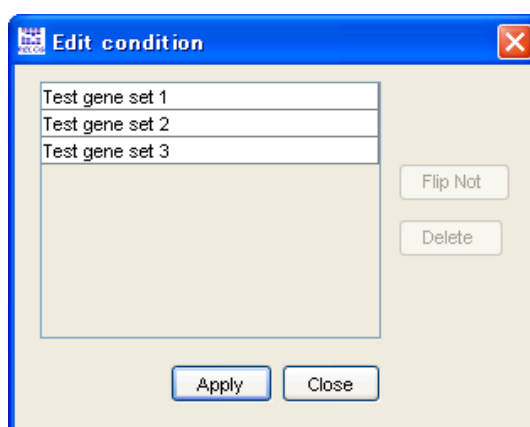 RECOG
Edit condition
Test gene set 1
Test gene set 2
Test gene set 3
Flip Not
Delete
Apply
Close